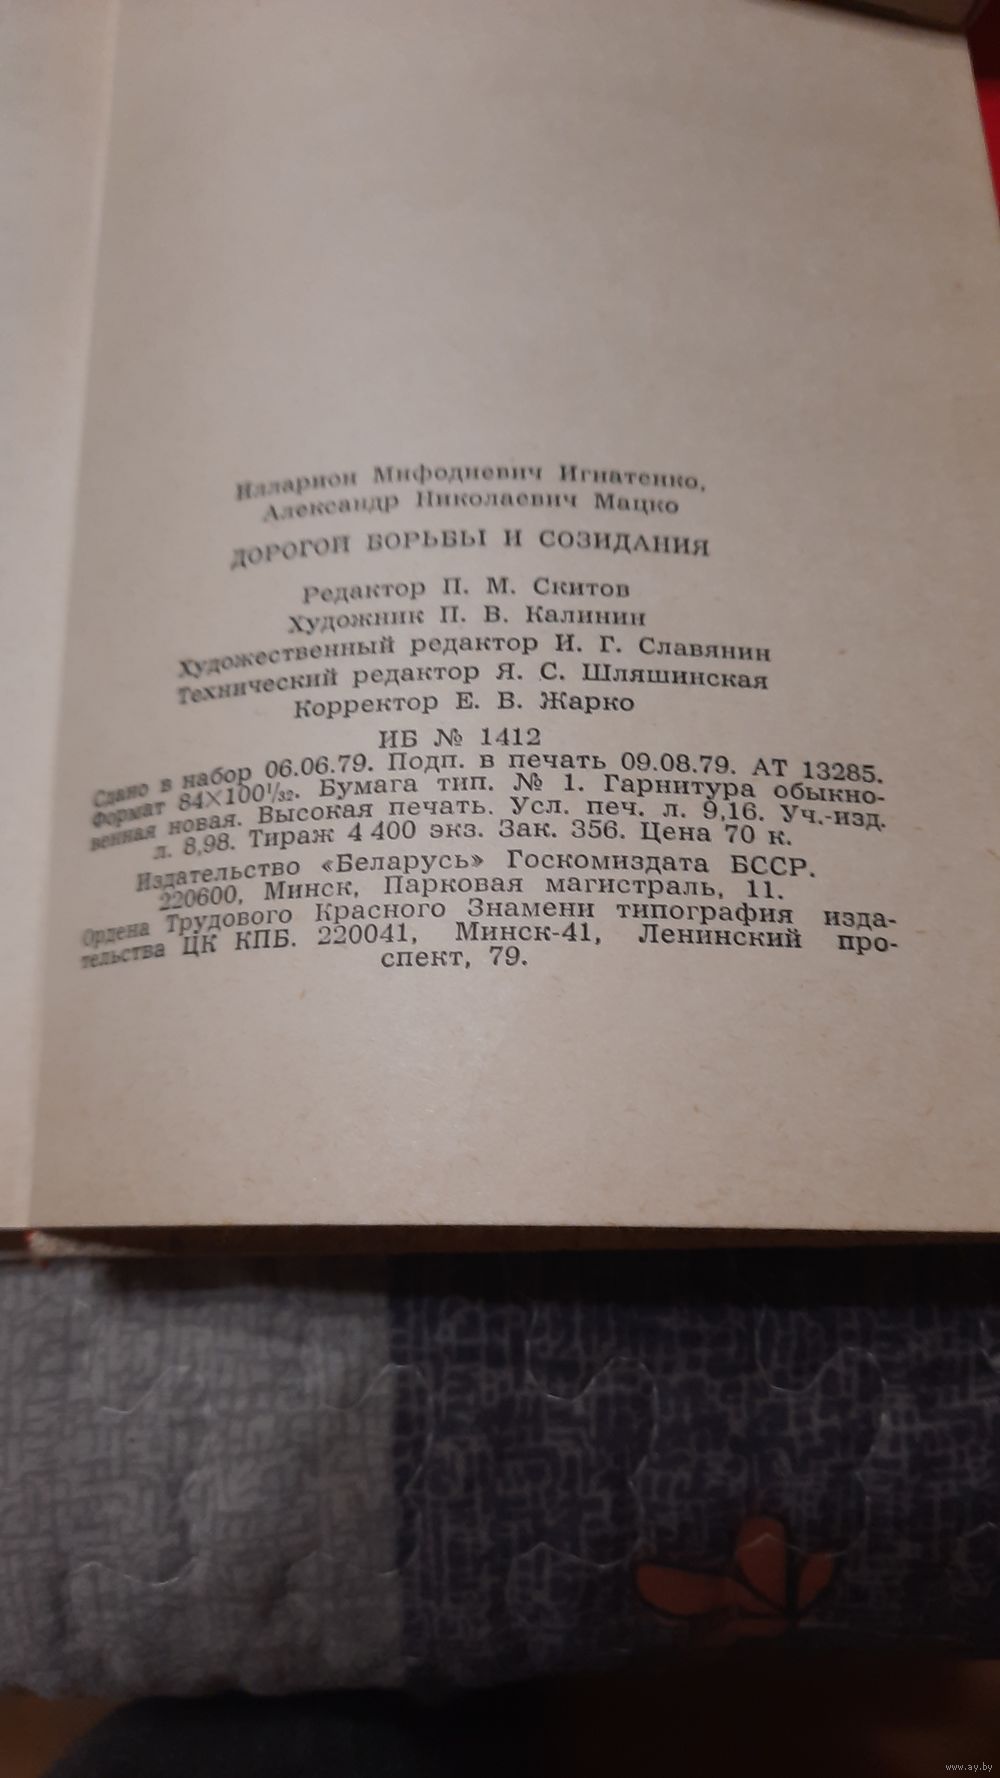 Илларион Мифодиевич Игнатенко,
Александр Николаевич Мацко
ДОРОГОЙ БОРЬБЫ И СОЗИДАНИЯ
Редактор П. М. Скитов
Художник П. В. Калинин
Художественный редактор И. Г. Славянин
Технический редактор Я. С. Шляшинская
Корректор Е. В. Жарко
ИБ № 1412
Сдано в набор 06.06.79. Подп. в печать 09.08.79. АТ 13285.
Формат 84×100¹/₃₂. Бумага тип. № 1. Гарнитура обыкно-
венная новая. Высокая печать. Усл. печ. л. 9,16. Уч.-изд.
л. 8,98. Тираж 4 400 экз. Зак. 356. Цена 70 к.
Издательство «Беларусь» Госкомиздата БССР.
220600, Минск, Парковая магистраль, 11.
Ордена Трудового Красного Знамени типография изда-
тельства ЦК КПБ. 220041, Минск-41, Ленинский про-
спект, 79.
www.ay.by